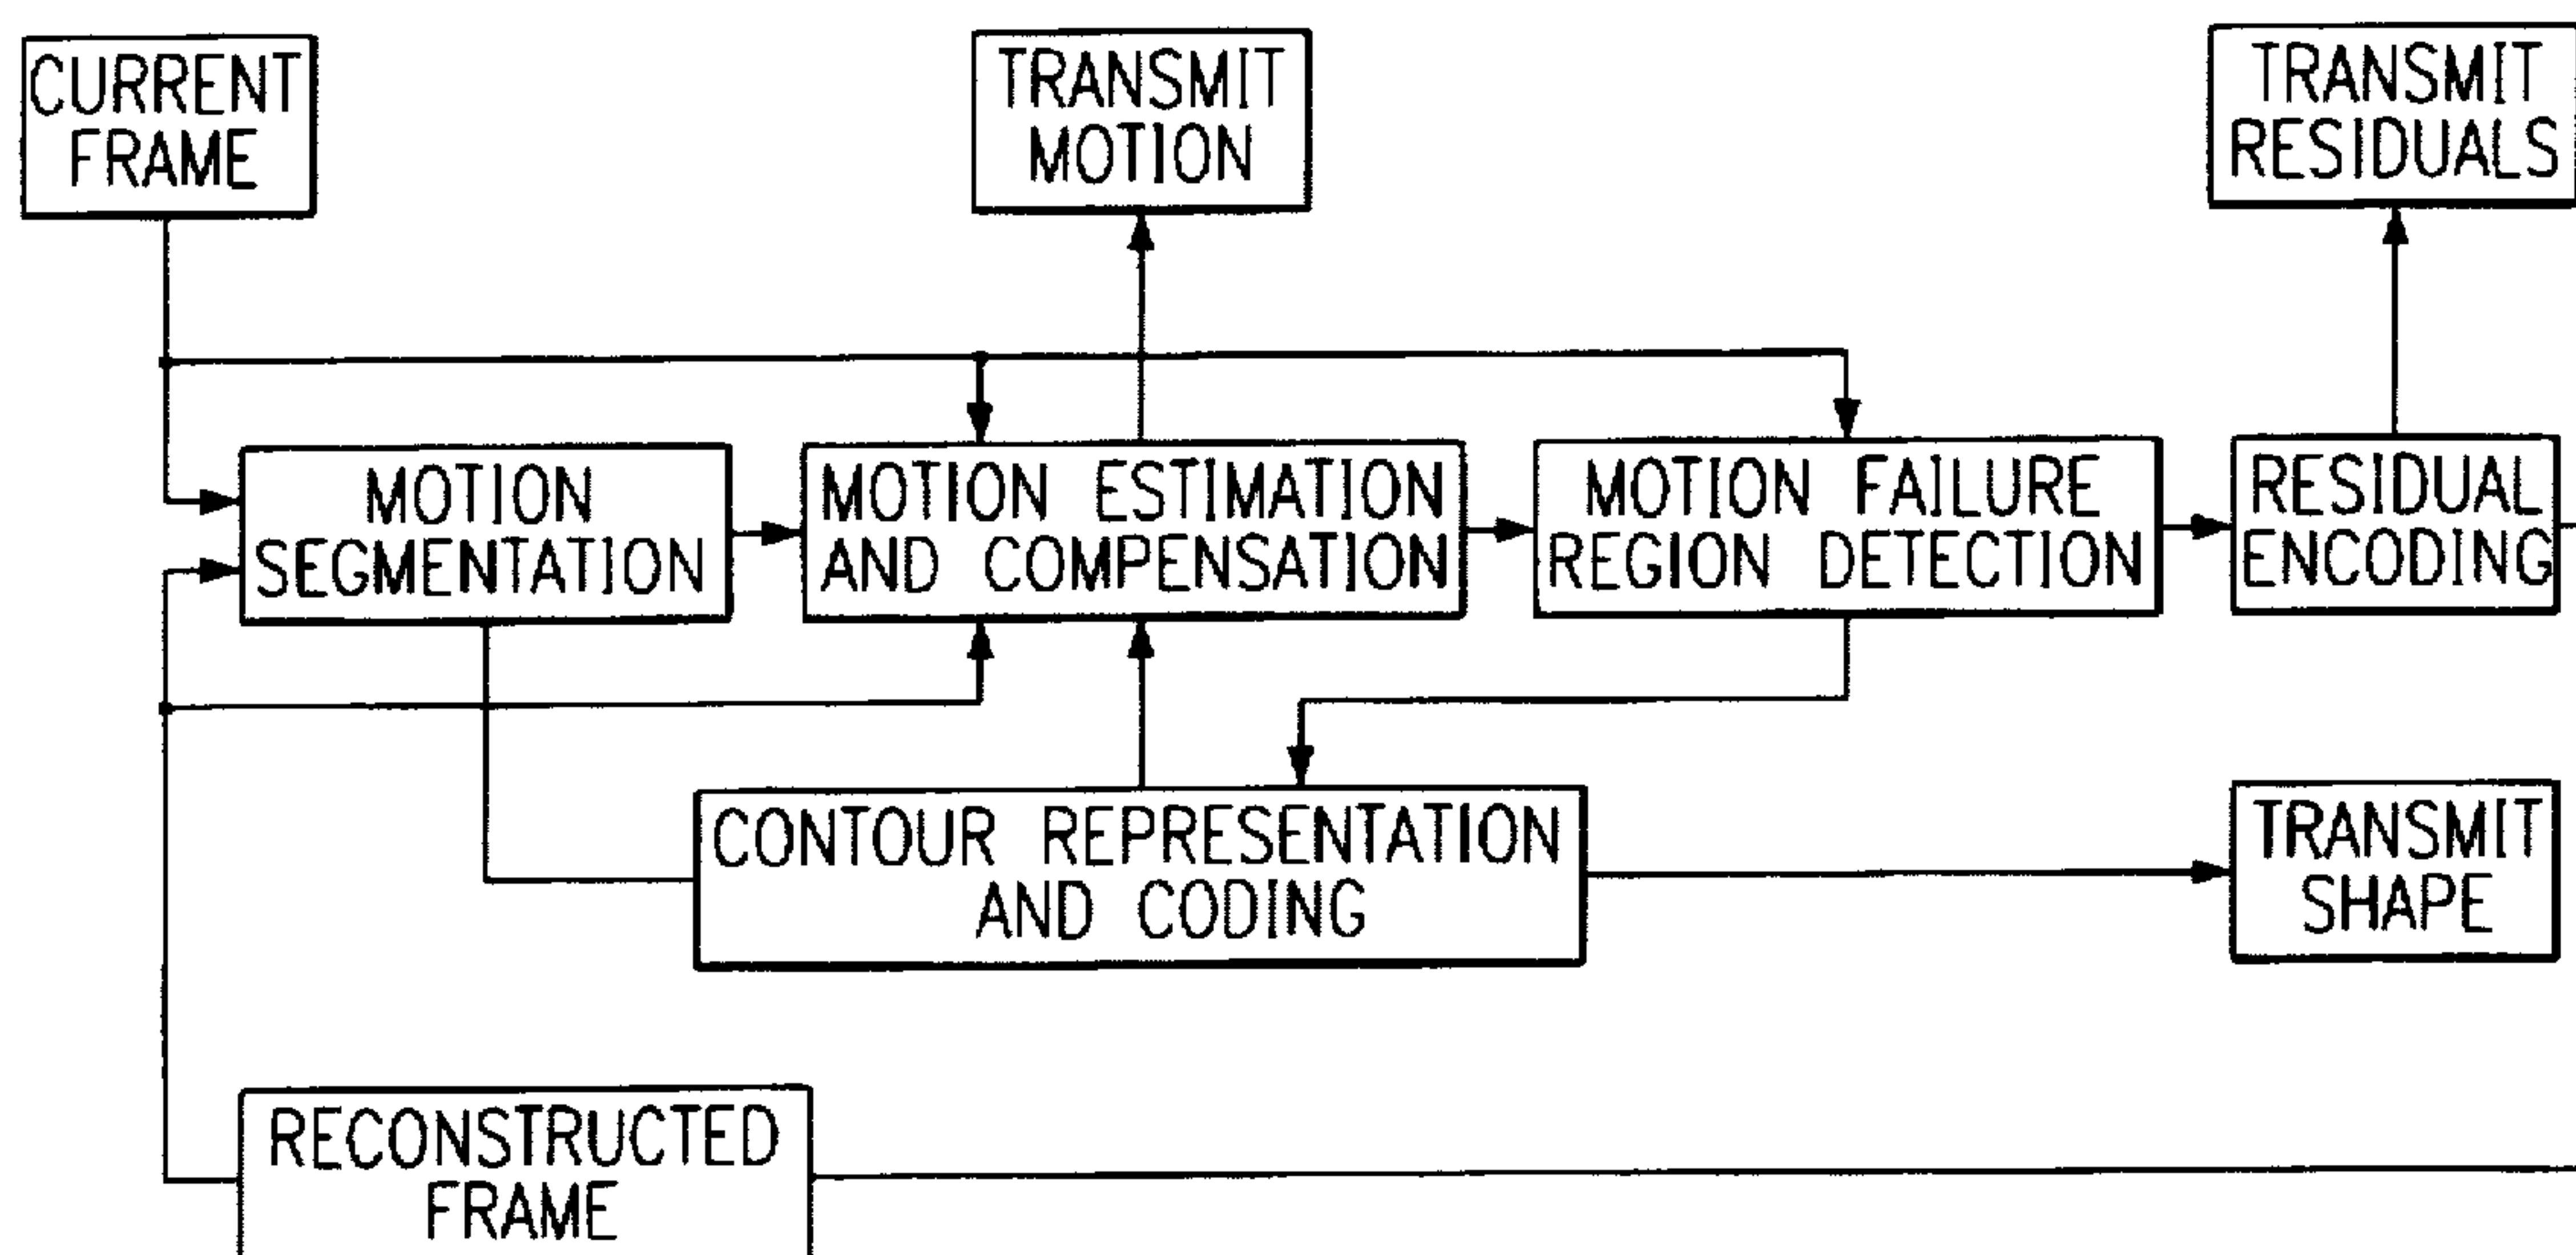 CURRENT
FRAME
TRANSMIT
MOTION
TRANSMIT
RESIDUALS
MOTION
SEGMENTATION
MOTION ESTIMATION
AND COMPENSATION
MOTION FAILURE
REGION DETECTION
RESIDUAL
ENCODING
CONTOUR REPRESENTATION
AND CODING
TRANSMIT
SHAPE
RECONSTRUCTED
FRAME